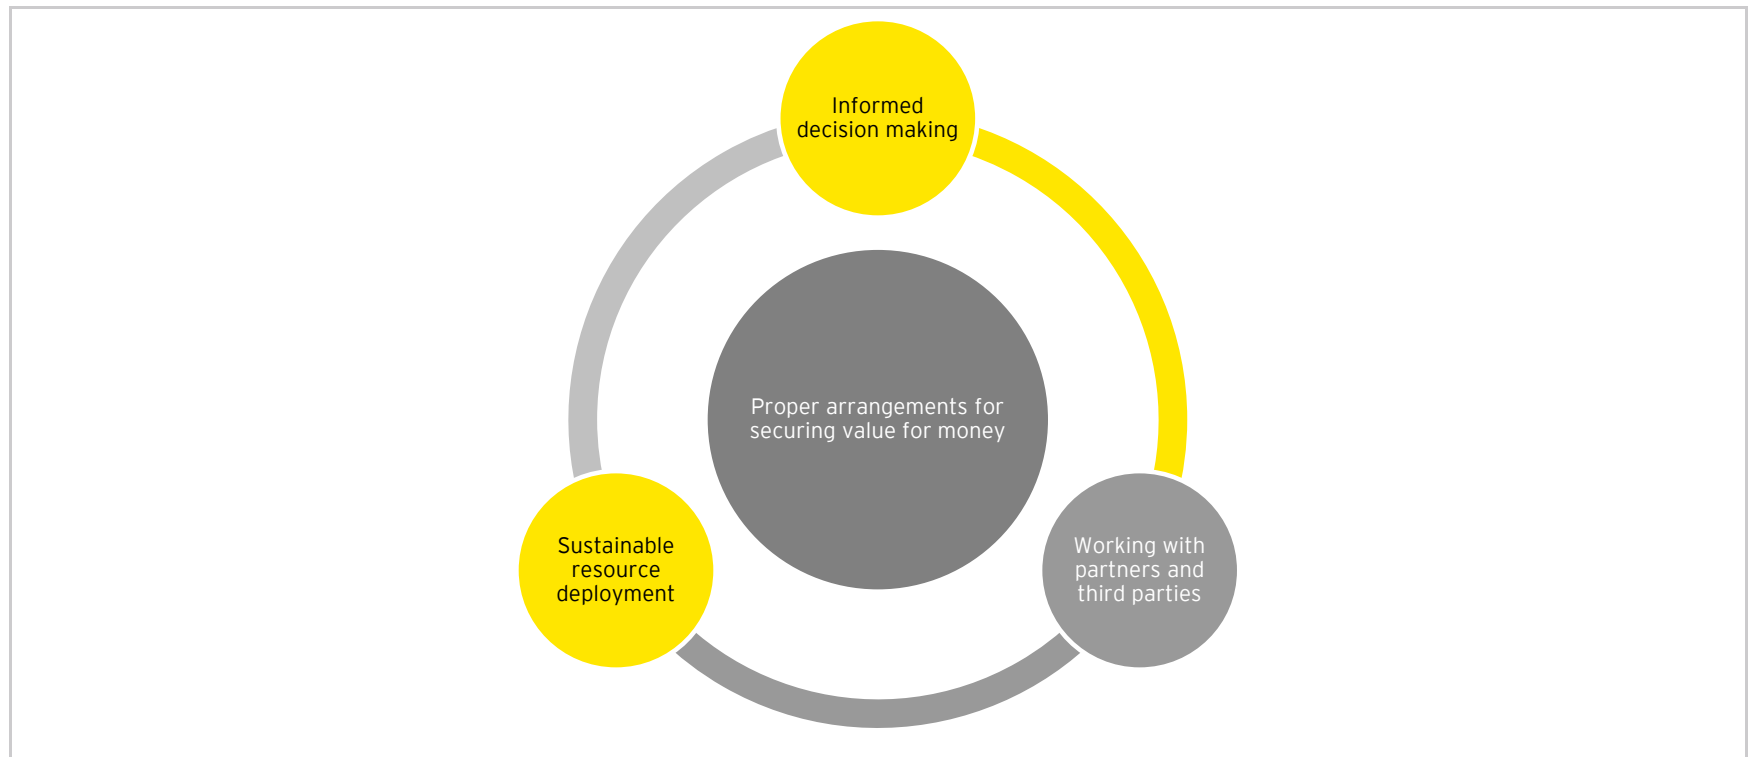 Informed
decision making
Proper arrangements for
securing value for money
Sustainable
resource
deployment
Working with
partners and
third parties